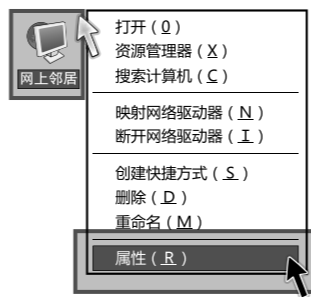 网上邻居
打开(0)
资源管理器(X)
搜索计算机(C)
映射网络驱动器(N)
断开网络驱动器(I)
创建快捷方式(S)
删除(D)
重命名(M)
属性(R)